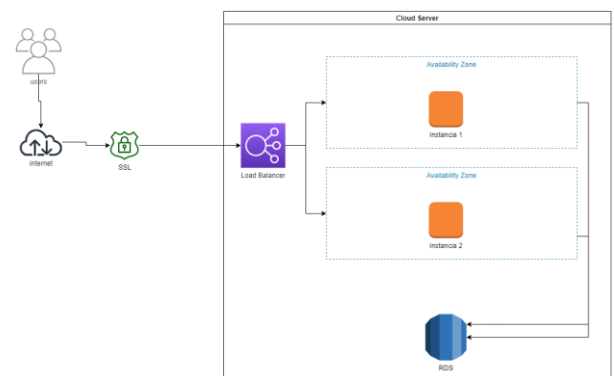 Cloud Server
users
Internet
SSL
Load Balancer
Availability Zone
Instancia 1
Availability Zone
Instancia 2
RDS